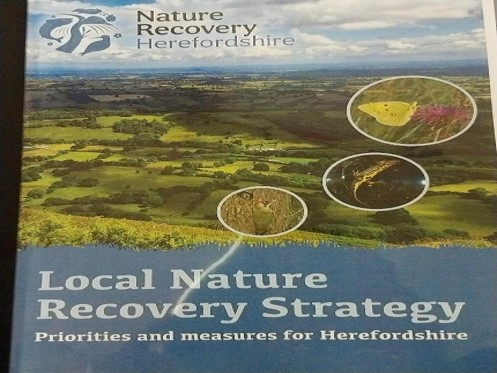 Nature
Recovery
Herefordshire
Local Nature
Recovery Strategy
Priorities and measures for Herefordshire